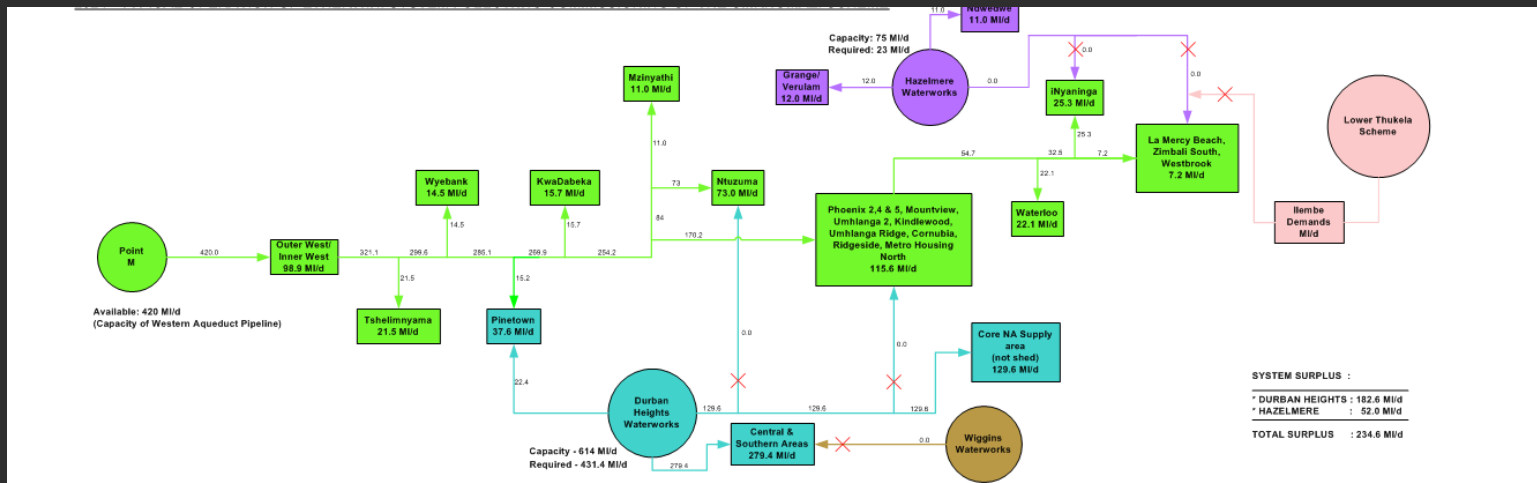 11.0
Ndwedwe
11.0 Ml/d
Capacity: 75 Ml/d
Required: 23 Ml/d
Hazelmere
Waterworks
Grange/
Verulam
12.0 Ml/d
12.0
0.0
0.0
0.0
iNyaninga
25.3 Ml/d
25.3
La Mercy Beach,
Zimbali South,
Westbrook
7.2 Ml/d
Lower Thukela
Scheme
Ilembe
Demands
Ml/d
Mzinyathi
11.0 Ml/d
11.0
Wyebank
14.5 Ml/d
14.5
KwaDabeka
15.7 Ml/d
15.7
73
Ntuzuma
73.0 Ml/d
84
170.2
54.7
32.6
7.2
22.1
Waterloo
22.1 Ml/d
Phoenix 2,4 & 5, Mountview,
Umhlanga 2, Kindlewood,
Umhlanga Ridge, Cornubia,
Ridgeside, Metro Housing
North
115.6 Ml/d
Point
M
420.0
Outer West/
Inner West
98.9 Ml/d
321.1
299.6
285.1
269.9
254.2
21.5
15.2
Available: 420 Ml/d
(Capacity of Western Aqueduct Pipeline)
Tshelimnyama
21.5 Ml/d
Pinetown
37.6 Ml/d
22.4
0.0
0.0
Core NA Supply
area
(not shed)
129.6 Ml/d
Durban
Heights
Waterworks
129.6
129.6
129.6
Capacity - 614 Ml/d
Required - 431.4 Ml/d
279.4
Central &
Southern Areas
279.4 Ml/d
0.0
Wiggins
Waterworks
SYSTEM SURPLUS :
* DURBAN HEIGHTS : 182.6 Ml/d
* HAZELMERE : 52.0 Ml/d
TOTAL SURPLUS : 234.6 Ml/d